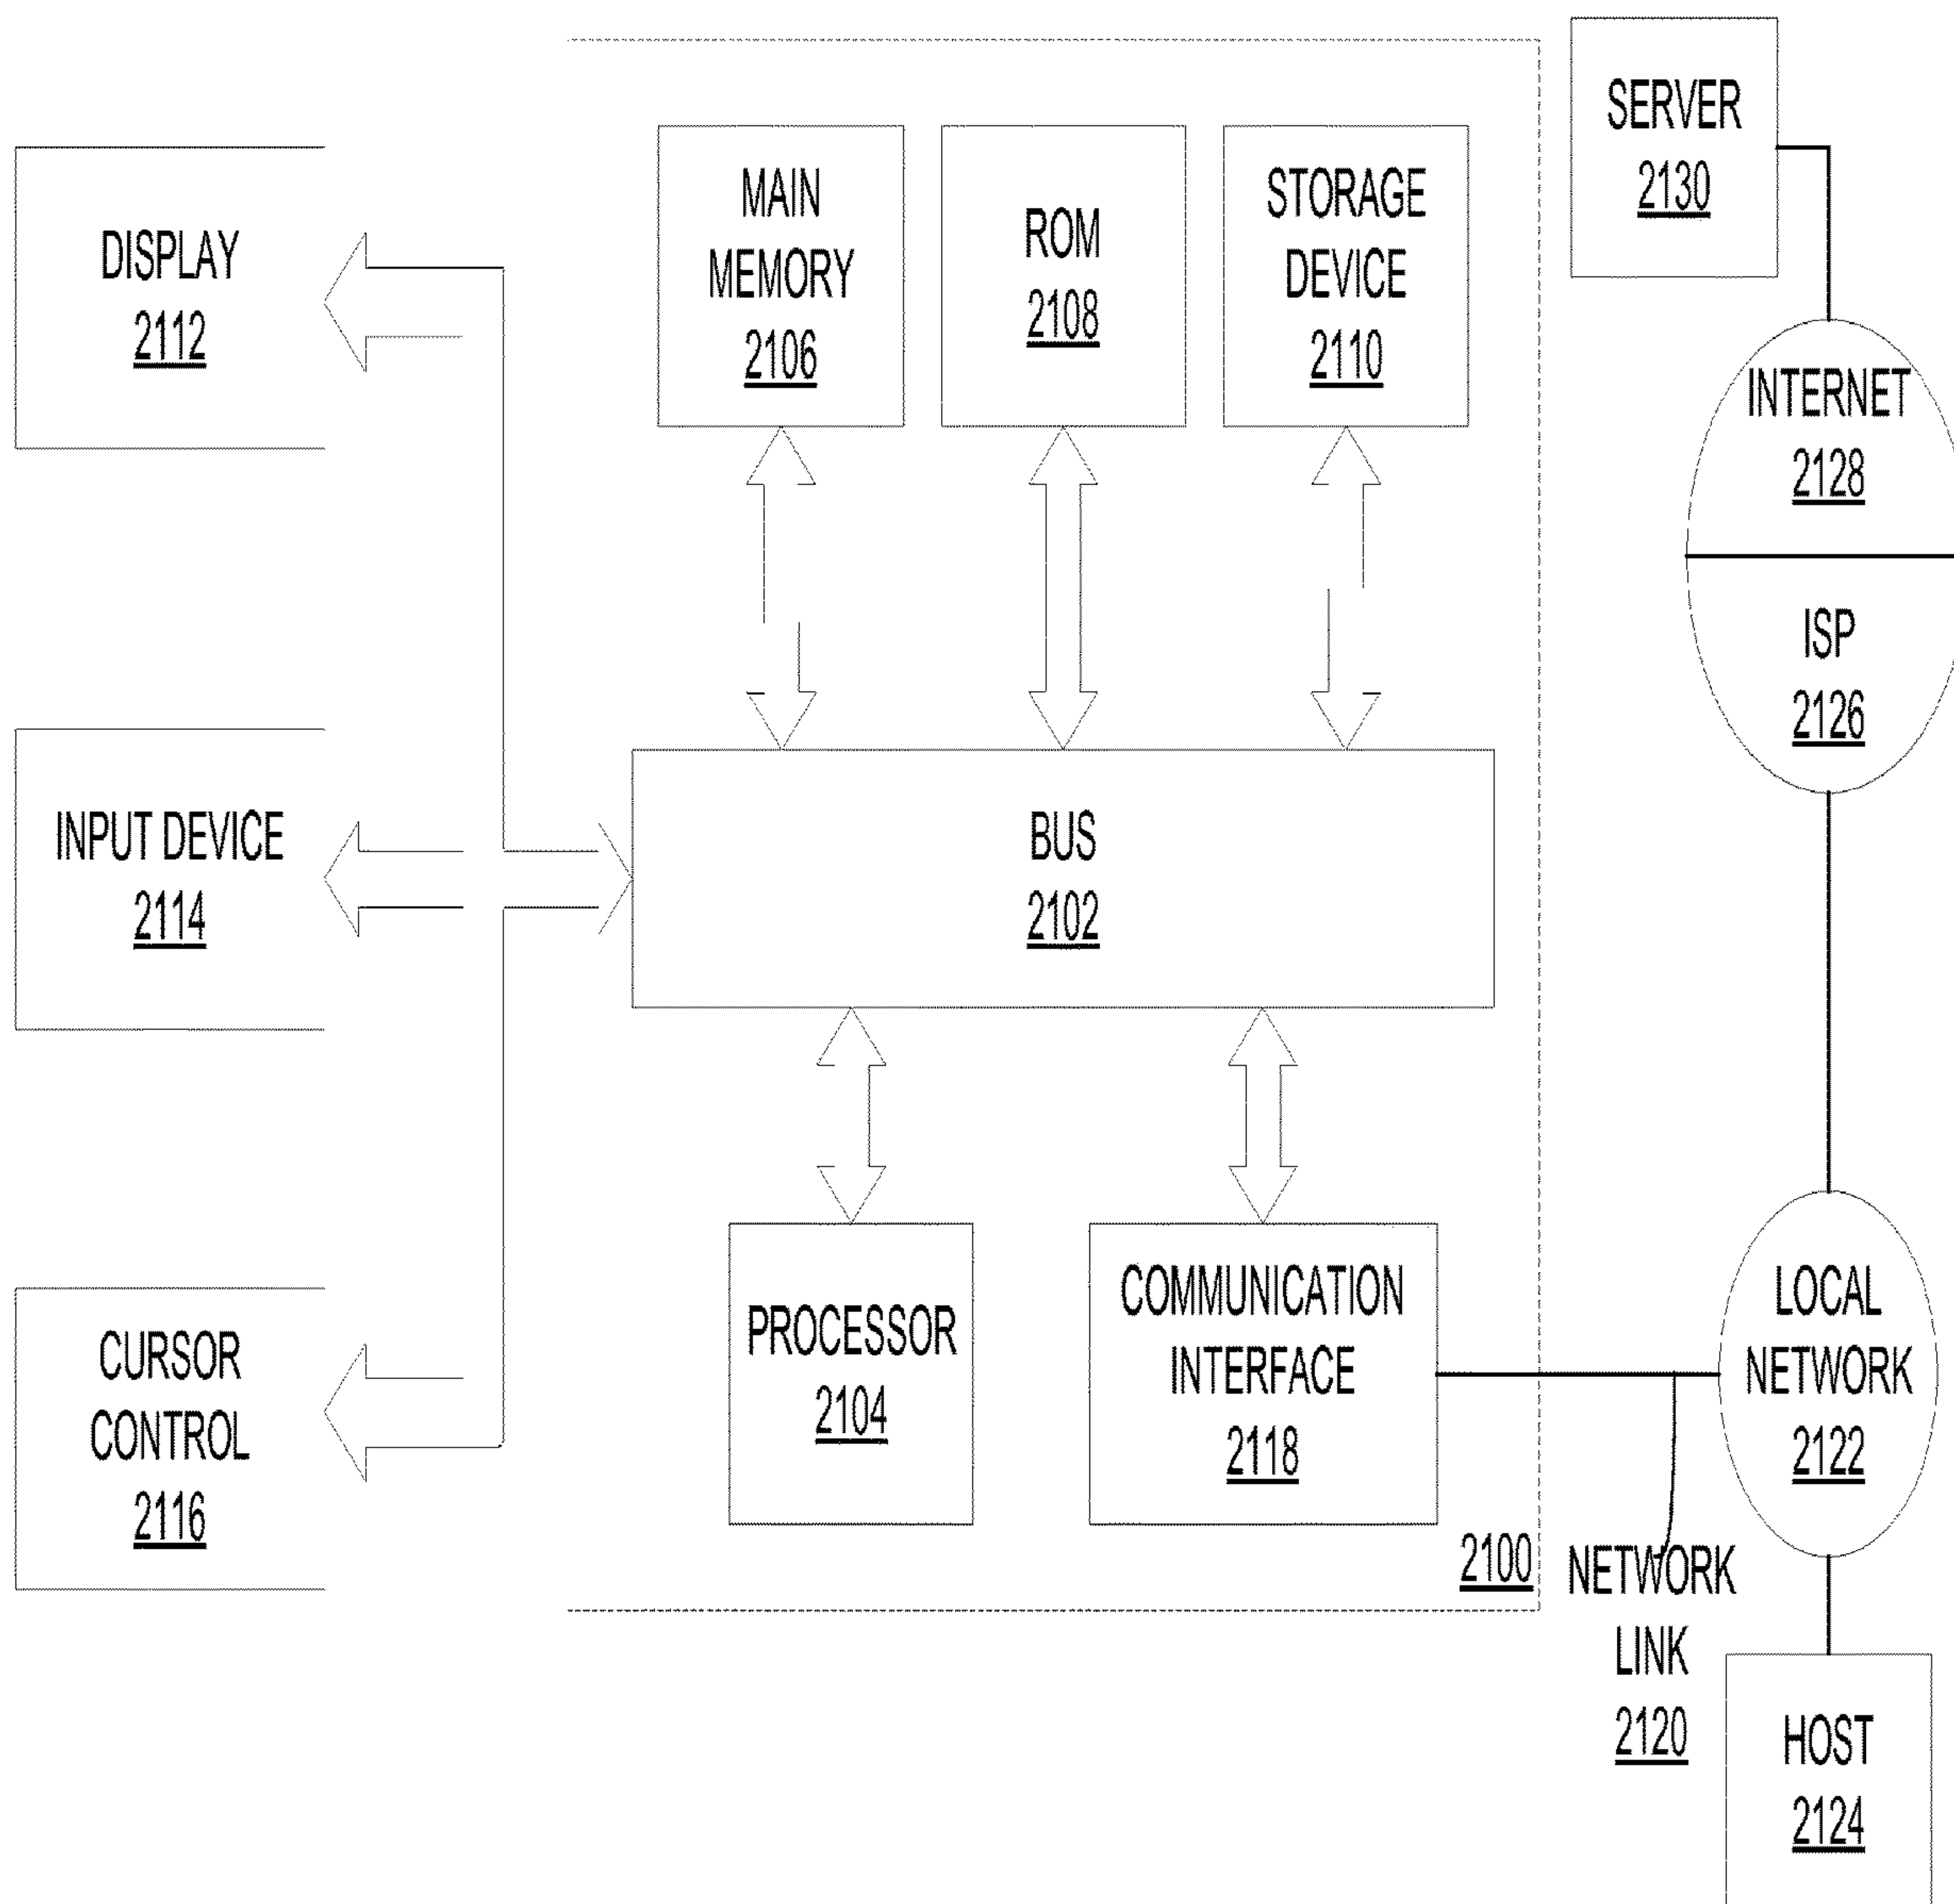 SERVER
2130
DISPLAY
2112
MAIN
MEMORY
2106
ROM
2108
STORAGE
DEVICE
2110
INTERNET
2128
ISP
2126
INPUT DEVICE
2114
BUS
2102
CURSOR
CONTROL
2116
PROCESSOR
2104
COMMUNICATION
INTERFACE
2118
LOCAL
NETWORK
2122
2100
NETWORK
LINK
2120
HOST
2124